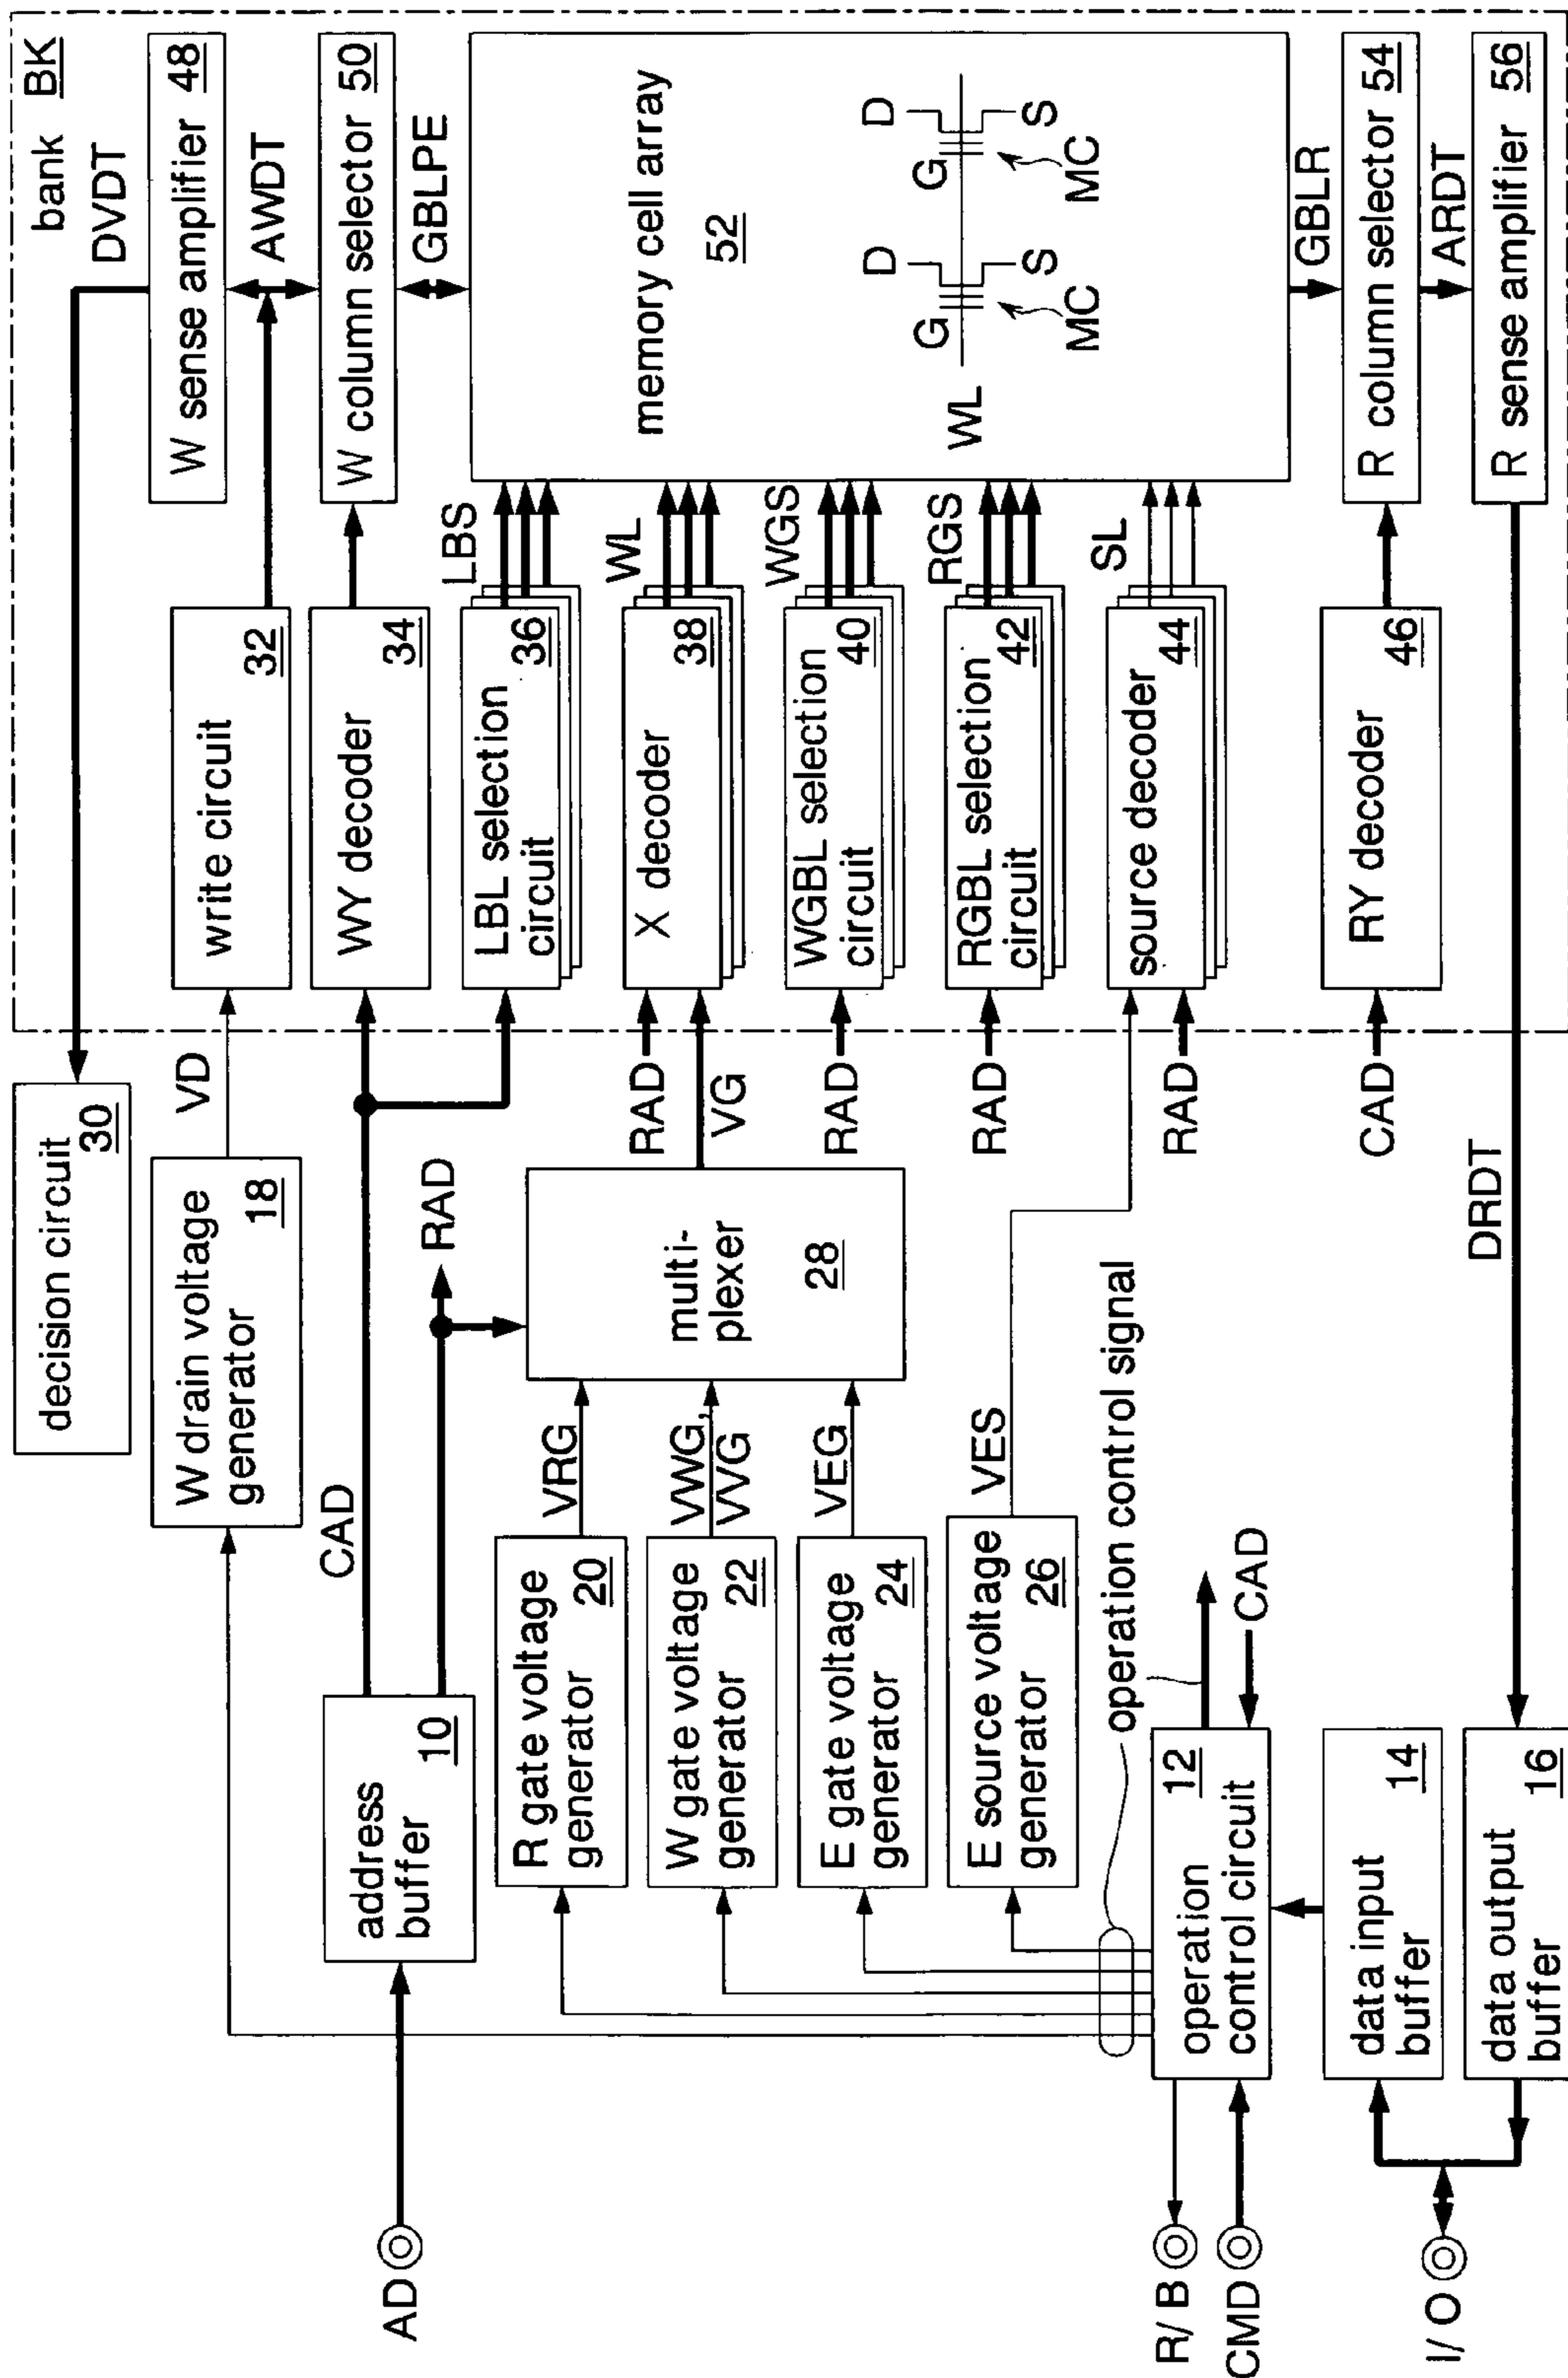 bank BK
decision circuit
30
DVDT
W sense amplifier 48
W drain voltage
generator 18
VD
write circuit
32
AWDT
CAD
WY decoder
34
W column selector 50
AD
address
buffer 10
RAD
LBL selection
circuit 36
LBS
GBLPE
R gate voltage
generator 20
VRG
W gate voltage
generator 22
VWG,
VVG
E gate voltage
generator 24
VEG
multi-
plexer
28
RAD
VG
X decoder
38
WL
RAD
WGBL selection
circuit 40
WGS
RAD
RGBL selection
circuit 42
RGS
memory cell array
52
WL
G
D
S
MC
G
D
S
MC
E source voltage
generator 26
VES
RAD
source decoder
44
SL
operation control signal
R/B
CMD
operation
control circuit
12
CAD
GBLR
CAD
RY decoder
46
R column selector 54
ARDT
I/O
data input
buffer 14
data output
buffer 16
DRDT
R sense amplifier 56